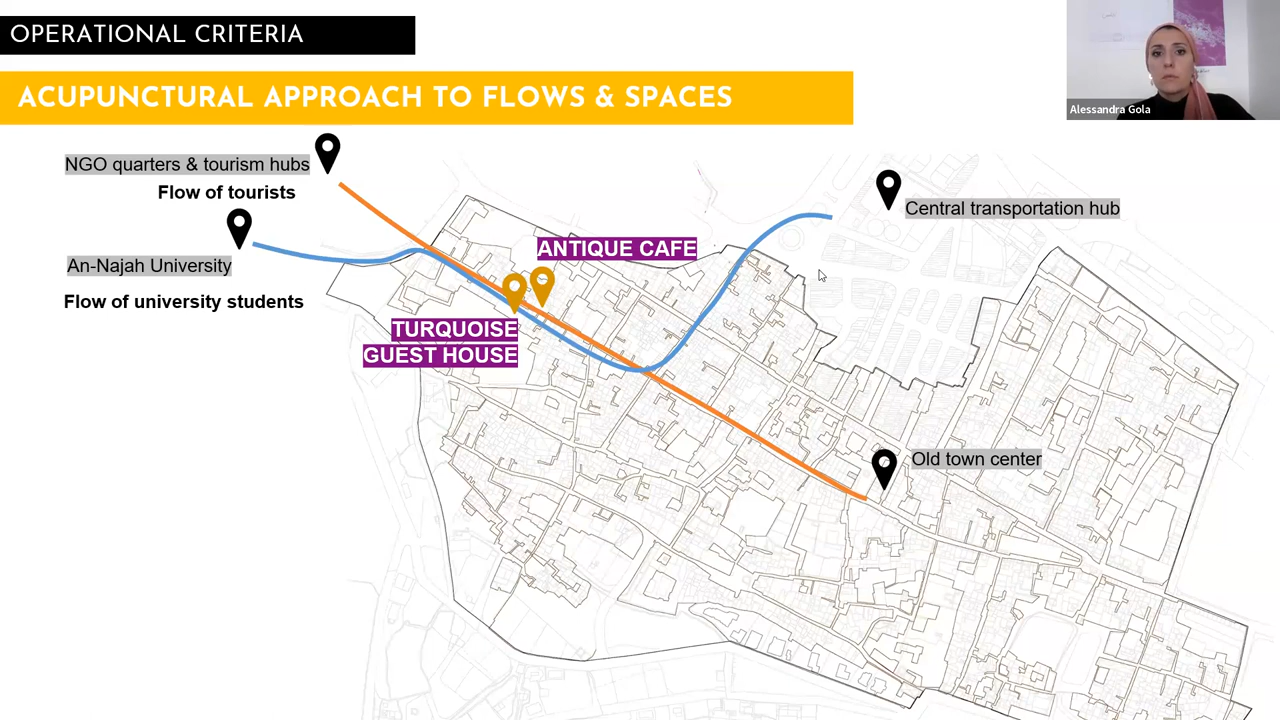 OPERATIONAL CRITERIA
ACUPUNCTURAL APPROACH TO FLOWS & SPACES
Alessandra Gola
NGO quarters & tourism hubs
Flow of tourists
Central transportation hub
ANTIQUE CAFE
An-Najah University
Flow of university students
TURQUOISE
GUEST HOUSE
Old town center